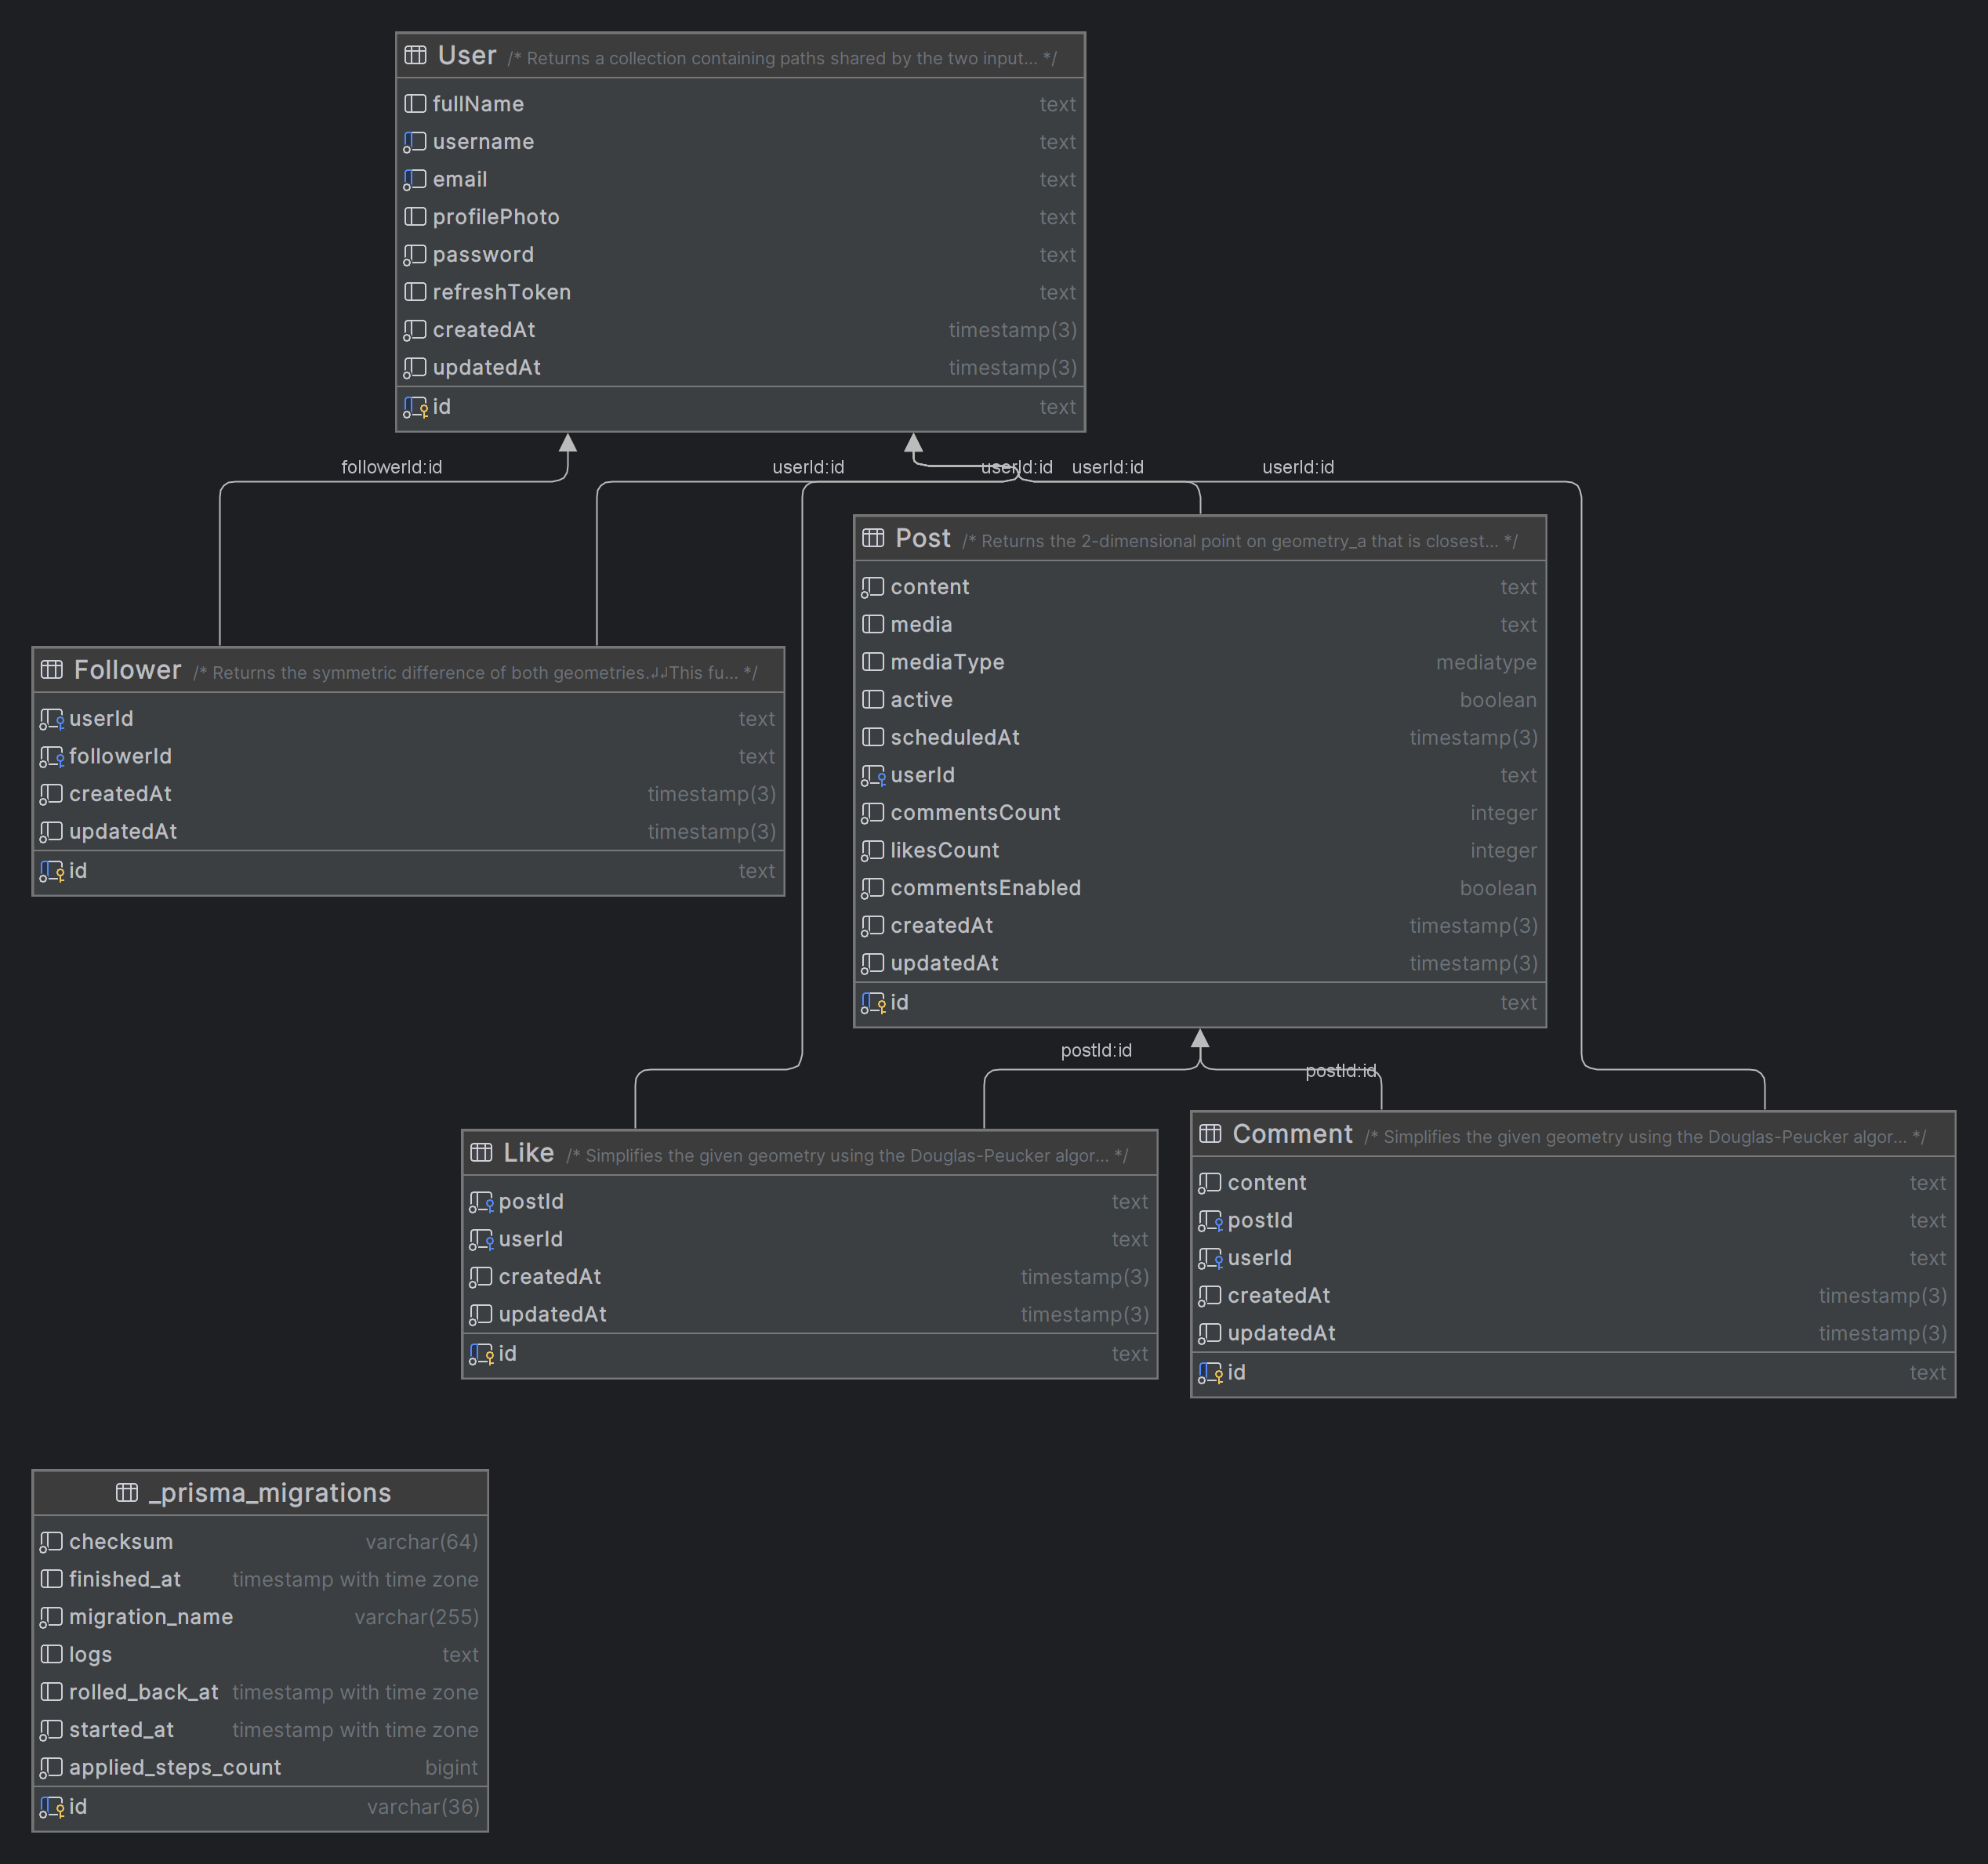 User /* Returns a collection containing paths shared by the two input... */
fullName text
username text
email text
profilePhoto text
password text
refreshToken text
createdAt timestamp(3)
updatedAt timestamp(3)
id text
followerId:id userId:id userId:id userId:id userId:id
Post /* Returns the 2-dimensional point on geometry_a that is closest... */
content text
media text
mediaType mediatype
active boolean
scheduledAt timestamp(3)
userId text
commentsCount integer
likesCount integer
commentsEnabled boolean
createdAt timestamp(3)
updatedAt timestamp(3)
id text
Follower /* Returns the symmetric difference of both geometries.↲↲This fu... */
userId text
followerId text
createdAt timestamp(3)
updatedAt timestamp(3)
id text
postId:id
postId:id
Like /* Simplifies the given geometry using the Douglas-Peucker algor... */
postId text
userId text
createdAt timestamp(3)
updatedAt timestamp(3)
id text
Comment /* Simplifies the given geometry using the Douglas-Peucker algor... */
content text
postId text
userId text
createdAt timestamp(3)
updatedAt timestamp(3)
id text
_prisma_migrations
checksum varchar(64)
finished_at timestamp with time zone
migration_name varchar(255)
logs text
rolled_back_at timestamp with time zone
started_at timestamp with time zone
applied_steps_count bigint
id varchar(36)